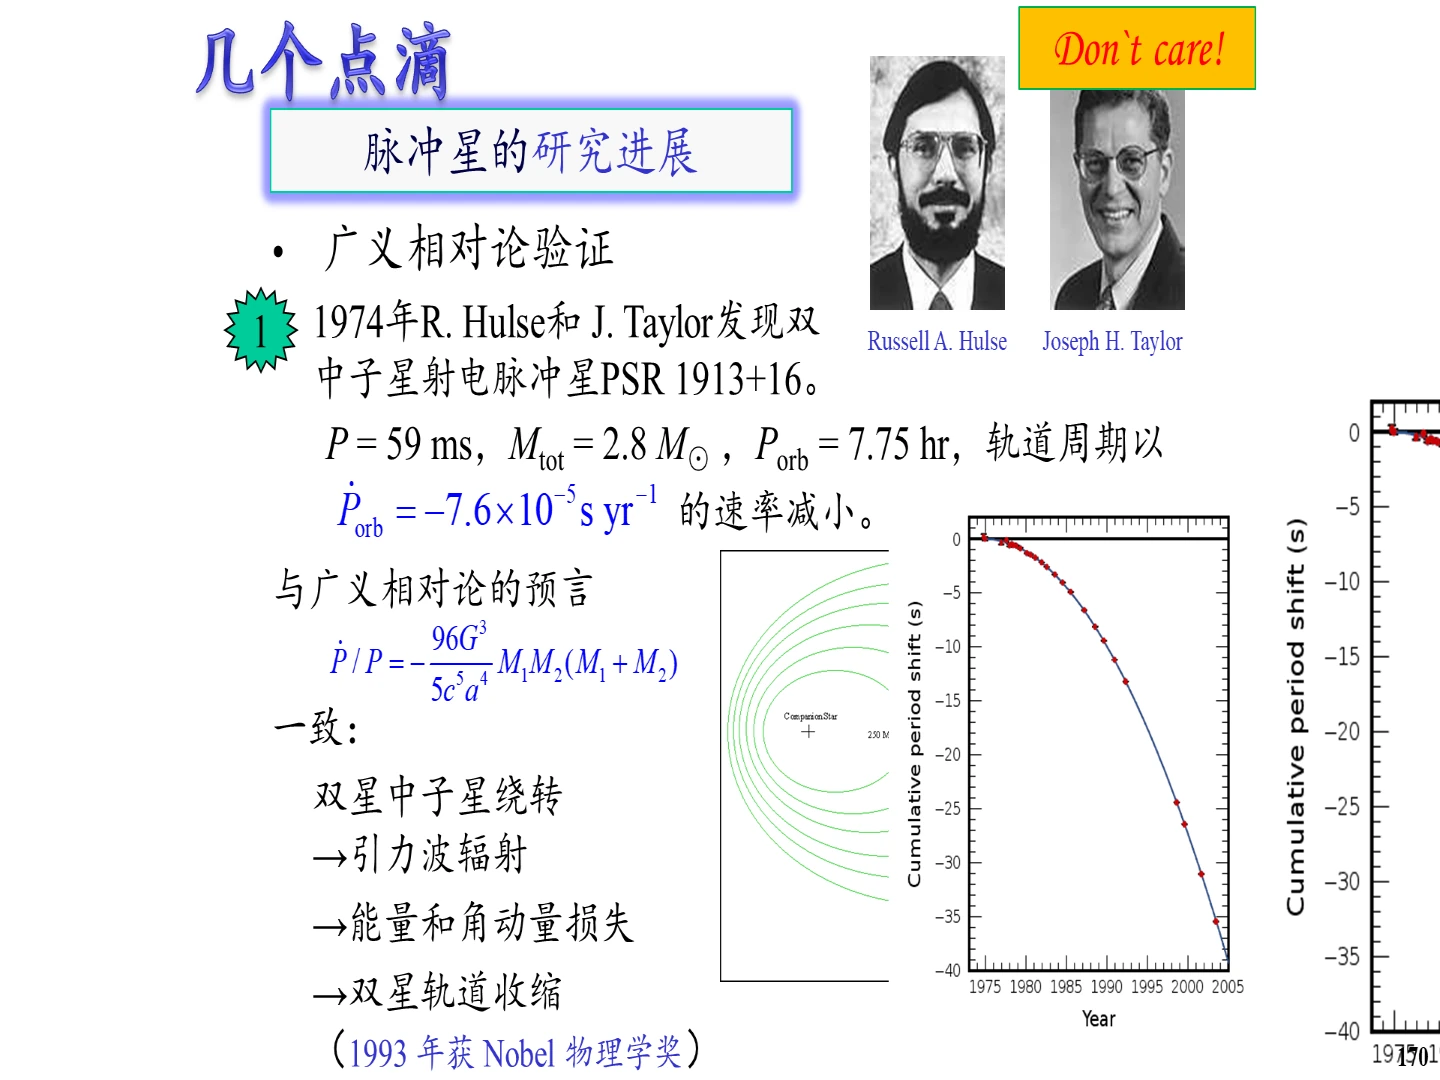 几个点滴
Don`t care!
脉冲星的研究进展
• 广义相对论验证
Russell A. Hulse
Joseph H. Taylor
1
1974年R. Hulse和 J. Taylor发现双
中子星射电脉冲星PSR 1913+16。
P = 59 ms，M_tot = 2.8 M_⊙ ，P_orb = 7.75 hr，轨道周期以
Ṗ_orb = −7.6×10^−5 s yr^−1 的速率减小。
与广义相对论的预言
Ṗ / P = − 96G^3 / 5c^5 a^4 M_1M_2(M_1 + M_2)
一致：
双星中子星绕转
→引力波辐射
→能量和角动量损失
→双星轨道收缩
（1993 年获 Nobel 物理学奖）
Companion Star
250 M
Cumulative period shift (s)
0
−5
−10
−15
−20
−25
−30
−35
−40
1975 1980 1985 1990 1995 2000 2005
Year
Cumulative period shift (s)
0
−5
−10
−15
−20
−25
−30
−35
−40
1975
170